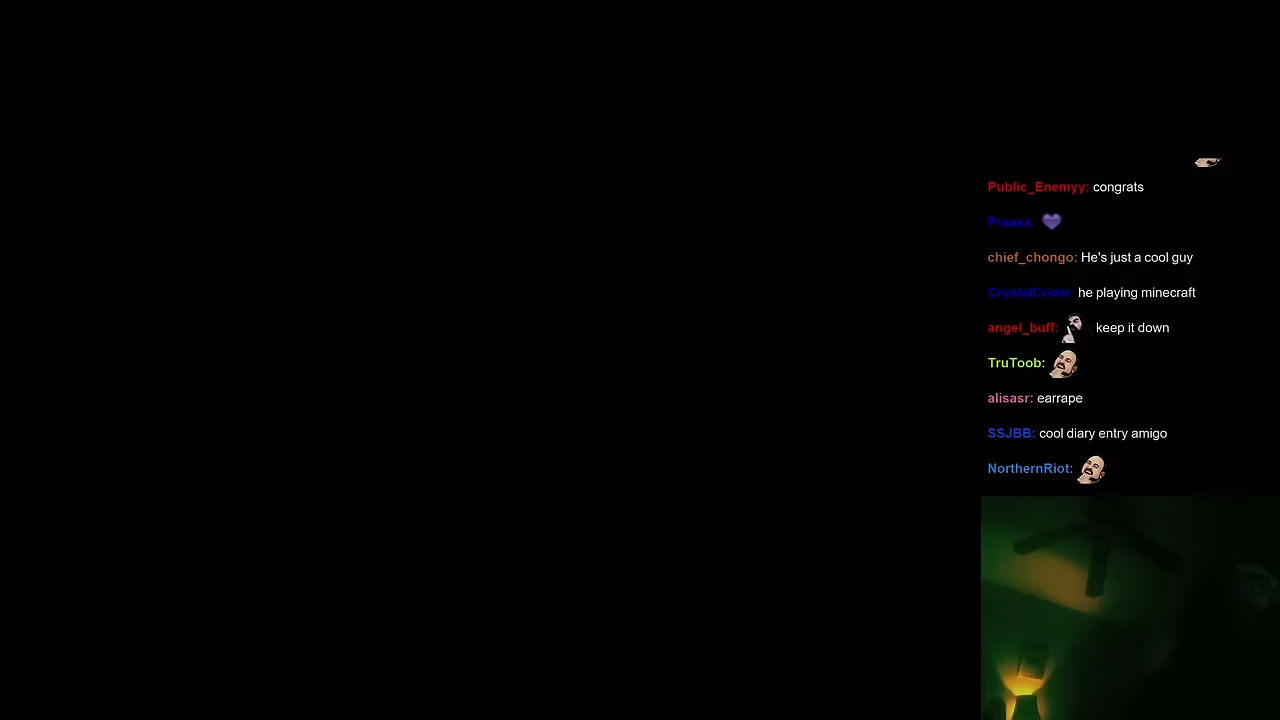 Public_Enemyy: congrats
chief_chongo: He's just a cool guy
CrystalCoder: he playing minecraft
angel_buff: keep it down
TruToob:
alisasr: earrape
SSJBB: cool diary entry amigo
NorthernRiot: